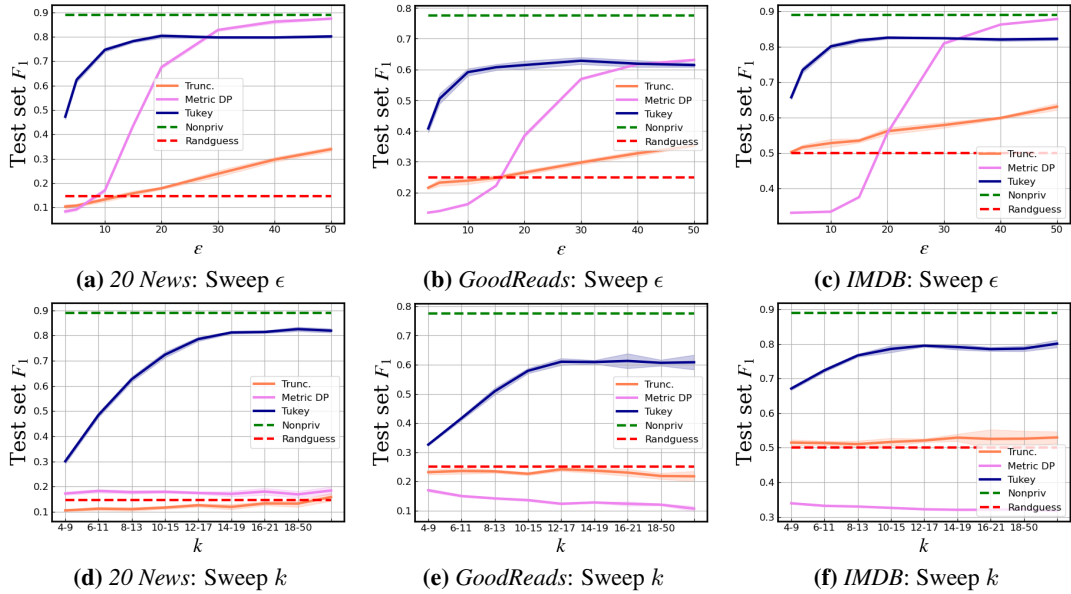 Test set F1
0.9
0.8
0.7
0.6
0.5
0.4
0.3
0.2
0.1
Trunc.
Metric DP
Tukey
Nonpriv
Randguess
10 20 30 40 50
ε
(a) 20 News: Sweep ϵ
Test set F1
0.8
0.7
0.6
0.5
0.4
0.3
0.2
Trunc.
Metric DP
Tukey
Nonpriv
Randguess
10 20 30 40 50
ε
(b) GoodReads: Sweep ϵ
Test set F1
0.9
0.8
0.7
0.6
0.5
0.4
Trunc.
Metric DP
Tukey
Nonpriv
Randguess
10 20 30 40 50
ε
(c) IMDB: Sweep ϵ
Test set F1
0.9
0.8
0.7
0.6
0.5
0.4
0.3
0.2
0.1
Trunc.
Metric DP
Tukey
Nonpriv
Randguess
4-9 6-11 8-13 10-15 12-17 14-19 16-21 18-50
k
(d) 20 News: Sweep k
Test set F1
0.8
0.7
0.6
0.5
0.4
0.3
0.2
0.1
Trunc.
Metric DP
Tukey
Nonpriv
Randguess
4-9 6-11 8-13 10-15 12-17 14-19 16-21 18-50
k
(e) GoodReads: Sweep k
Test set F1
0.9
0.8
0.7
0.6
0.5
0.4
0.3
Trunc.
Metric DP
Tukey
Nonpriv
Randguess
4-9 6-11 8-13 10-15 12-17 14-19 16-21 18-50
k
(f) IMDB: Sweep k